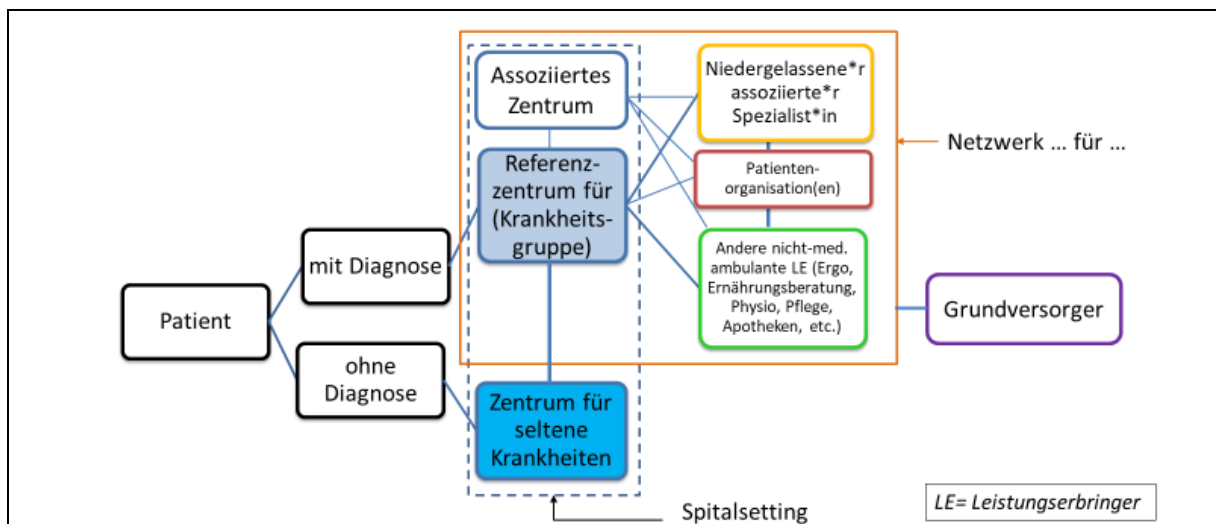 Assoziiertes
Zentrum
Niedergelassene*r
assoziierte*r
Spezialist*in
Netzwerk ... für ...
Referenz-
zentrum für
(Krankheits-
gruppe)
Patienten-
organisation(en)
mit Diagnose
Andere nicht-med.
ambulante LE (Ergo,
Ernährungsberatung,
Physio, Pflege,
Apotheken, etc.)
Patient
Grundversorger
ohne
Diagnose
Zentrum für
seltene
Krankheiten
Spitalsetting
LE= Leistungserbringer